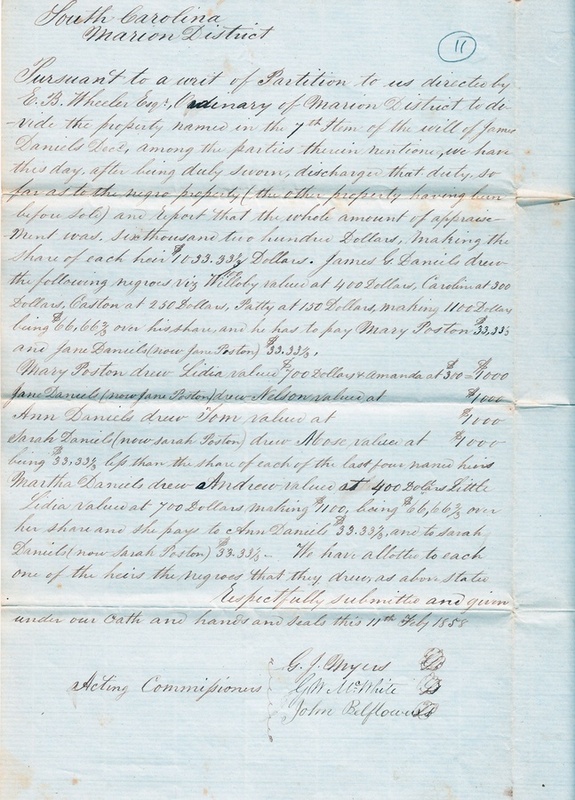 South Carolina
Marion District
11
Pursuant to a writ of Partition to us directed by
E. B. Wheeler Esqr, Ordinary of Marion District to de-
-vide the property named in the 7th Item of the will of James
Daniels Decd, among the parties therein mentione, we have
this day, after being duly sworn, discharged that duty, so
far as to the negro property (the other property having been
before sold) and report that the whole amount of appraise-
ment was, six thousand two hundred Dollars, Making the
share of each heir $1033.33⅓ Dollars. James C Daniels drew
the following negroes viz Willoby valued at 400 Dollars, Carolin at 300
Dollars, Caston at 250 Dollars, Patty at 150 Dollars, making 1100 Dollars
being $66,66⅔ over his share, and he has to pay Mary Poston $33,33⅓
and Jane Daniels (now Jane Poston) $33.33⅓.
Mary Poston drew Lidia valued $700 Dollars & Amanda at $300 = $1000
Jane Daniels (now Jane Poston) drew Nelson valued at $1000
Ann Daniels drew Tom valued at $1000
Sarah Daniels (now Sarah Poston) drew Mose valued at $1000
being $33.33⅓ less than the share of each of the last four named heirs
Martha Daniels drew Andrew valued at 400 Dollars Little
Lidia valued at 700 Dollars making $1100, being $66,66⅔ over
her share and she pays to Ann Daniels $33.33⅓, and to Sarah
Daniels (now Sarah Poston) $33.33⅓ - We have allotted to each
one of the heirs the negroes that they drew, as above state
Respectfully submitted and given
under our oath and hands and seals this 11th Feby 1858
G. J. Myers
Acting Commissioners G. W. McWhite
John Belflowers